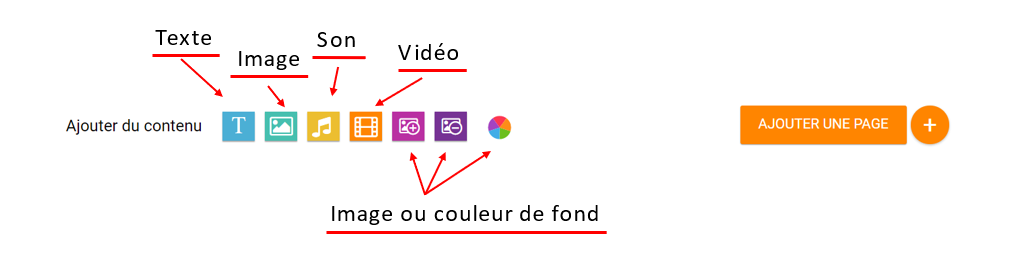 Texte
Image
Son
Vidéo
Ajouter du contenu
T
AJOUTER UNE PAGE
+
Image ou couleur de fond